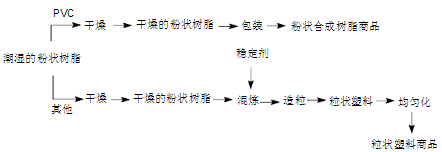 PVC
干燥 干燥的粉状树脂 包装 粉状合成树脂商品
稳定剂
潮湿的粉状树脂
其他 干燥 干燥的粉状树脂 混炼 造粒 粒状塑料 均匀化
粒状塑料商品